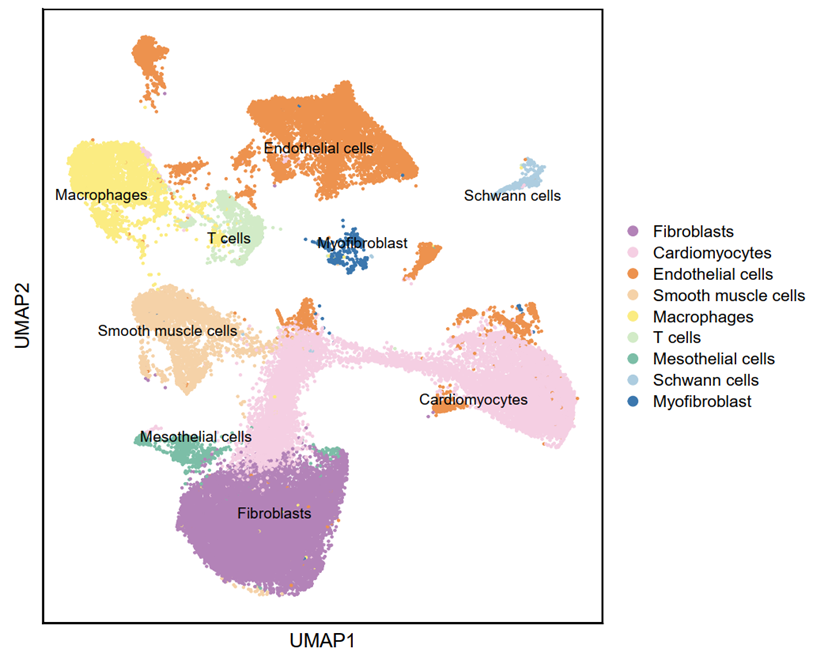 Endothelial cells
Macrophages
Schwann cells
T cells
Myofibroblast
Smooth muscle cells
Cardiomyocytes
Mesothelial cells
Fibroblasts
UMAP1
UMAP2
Fibroblasts
Cardiomyocytes
Endothelial cells
Smooth muscle cells
Macrophages
T cells
Mesothelial cells
Schwann cells
Myofibroblast